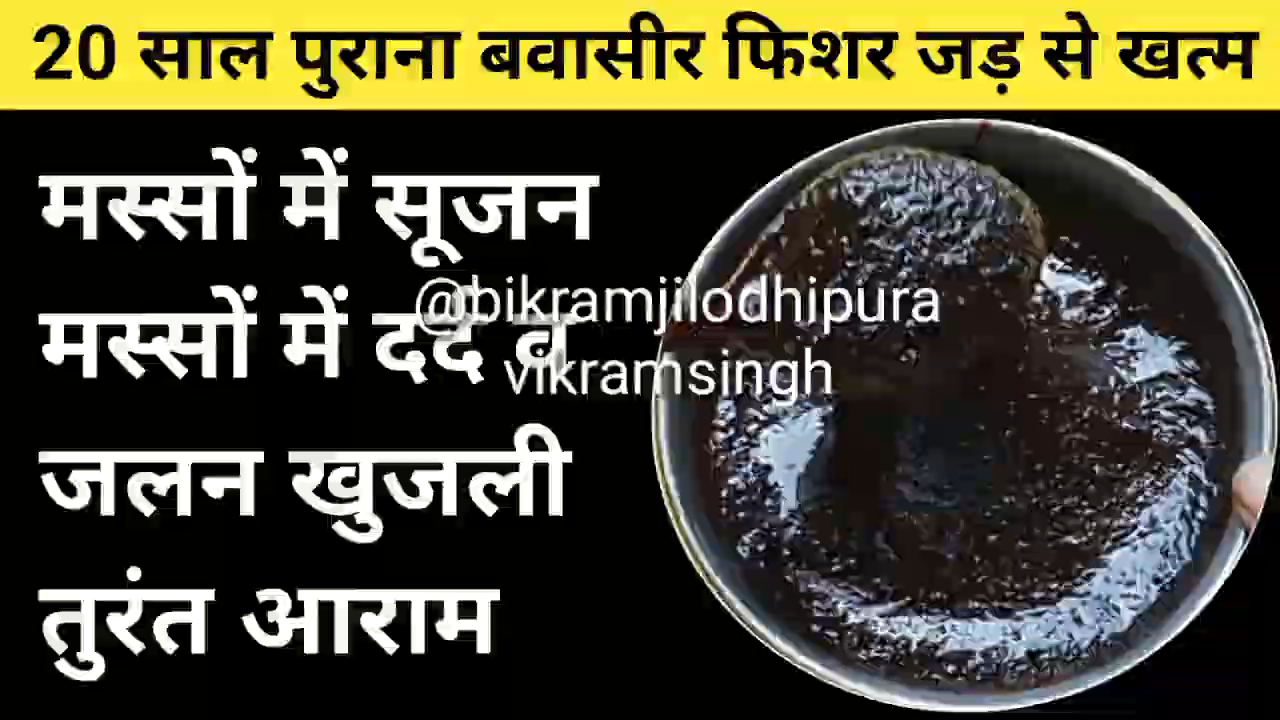 20 साल पुराना बवासीर फिशर जड़ से खत्म
मस्सों में सूजन
मस्सों में दर्द व
जलन खुजली
तुरंत आराम
@bikramjilodhipura
vikramsingh